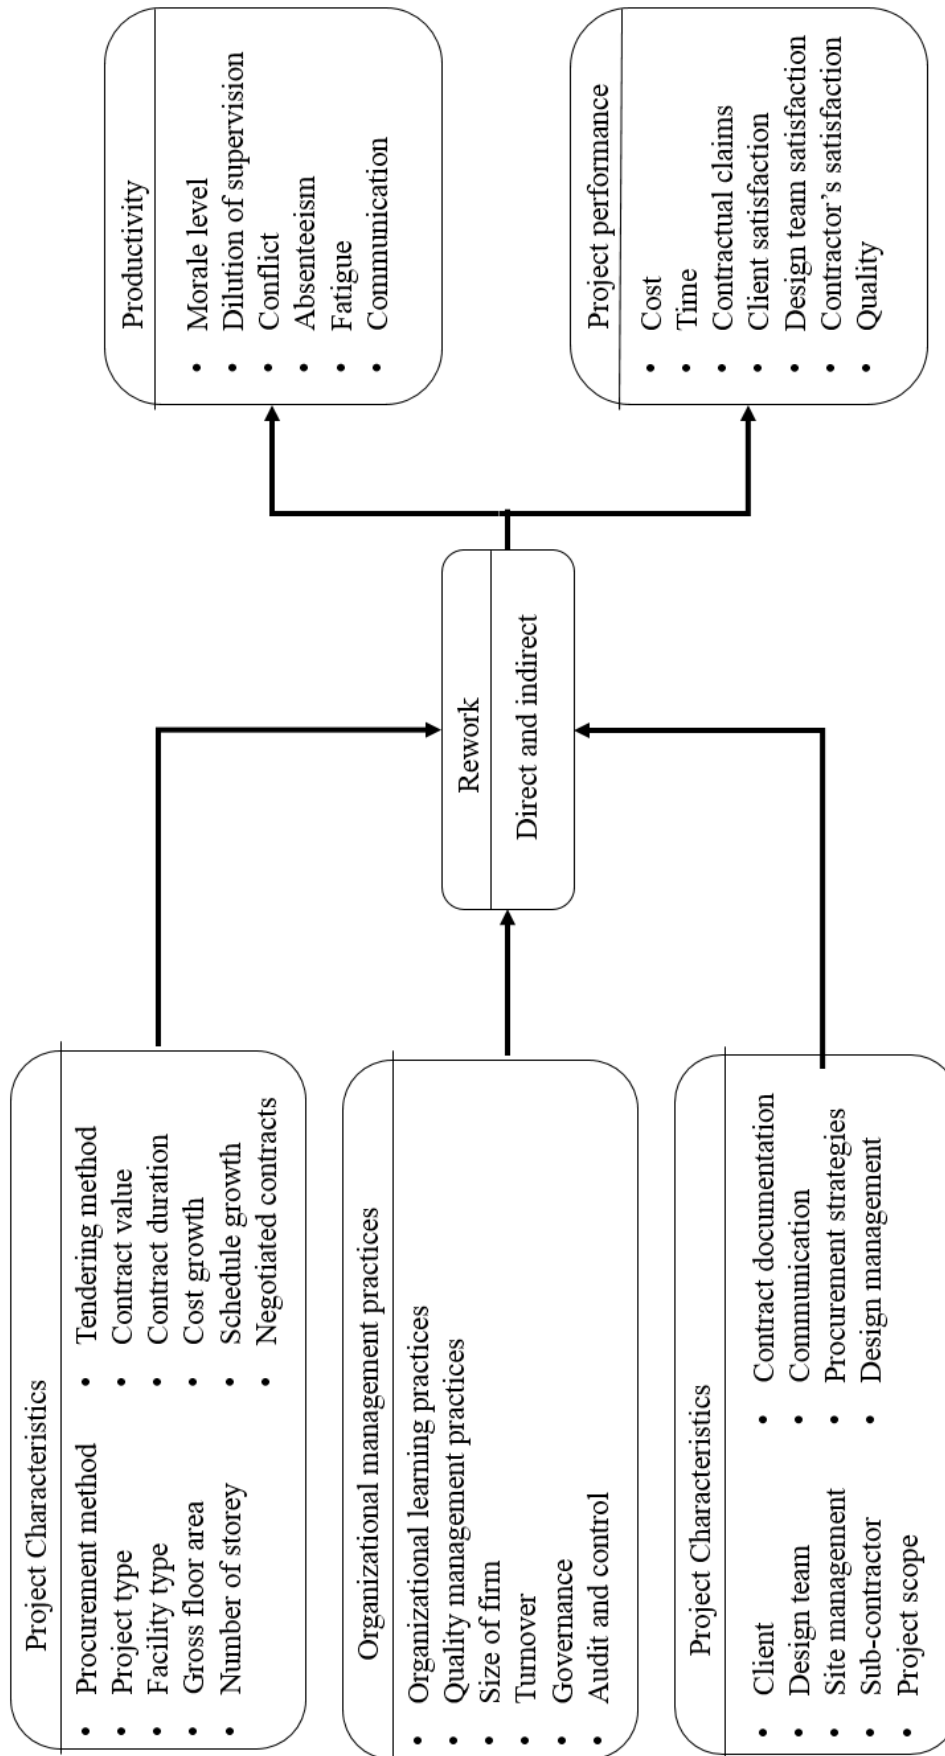 Project Characteristics
• Procurement method
• Project type
• Facility type
• Gross floor area
• Number of storey
• Tendering method
• Contract value
• Contract duration
• Cost growth
• Schedule growth
• Negotiated contracts
Organizational management practices
• Organizational learning practices
• Quality management practices
• Size of firm
• Turnover
• Governance
• Audit and control
Project Characteristics
• Client
• Design team
• Site management
• Sub-contractor
• Project scope
• Contract documentation
• Communication
• Procurement strategies
• Design management
Rework
Direct and indirect
Productivity
• Morale level
• Dilution of supervision
• Conflict
• Absenteeism
• Fatigue
• Communication
Project performance
• Cost
• Time
• Contractual claims
• Client satisfaction
• Design team satisfaction
• Contractor’s satisfaction
• Quality